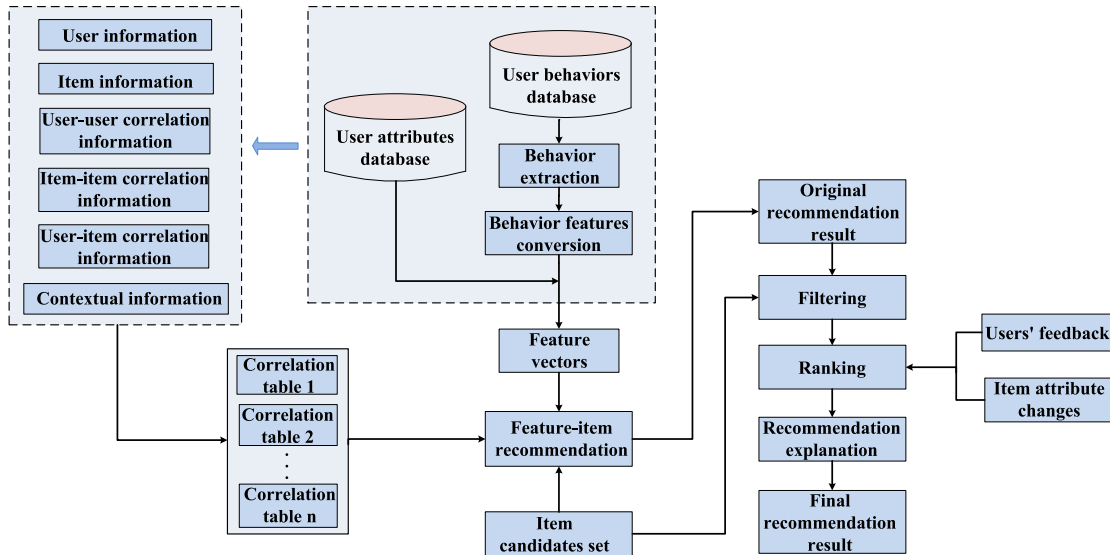 User information
Item information
User-user correlation
information
Item-item correlation
information
User-item correlation
information
Contextual information
User behaviors
database
User attributes
database
Behavior
extraction
Behavior features
conversion
Feature
vectors
Correlation
table 1
Correlation
table 2
Correlation
table n
Feature-item
recommendation
Item
candidates set
Original
recommendation
result
Filtering
Ranking
Users' feedback
Item attribute
changes
Recommendation
explanation
Final
recommendation
result